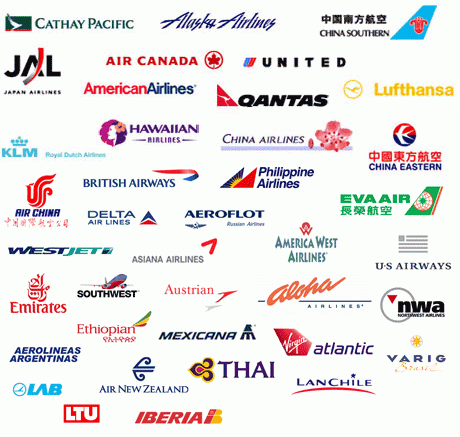 CATHAY PACIFIC
Alaska Airlines
中国南方航空
CHINA SOUTHERN
JAL
JAPAN AIRLINES
AIR CANADA
UNITED
AmericanAirlines
QANTAS
Lufthansa
KLM Royal Dutch Airlines
HAWAIIAN
AIRLINES
CHINA AIRLINES
中國東方航空
CHINA EASTERN
AIR CHINA
中国国际航空公司
BRITISH AIRWAYS
Philippine
Airlines
EVA AIR
長榮航空
DELTA
AIR LINES
AEROFLOT
Russian Airlines
WESTJET
ASIANA AIRLINES
AMERICA WEST
AIRLINES
U·S AIRWAYS
Emirates
SOUTHWEST
Austrian
aloha
AIRLINES
nwa
NORTHWEST AIRLINES
Ethiopian
የኢትዮጵያ
MEXICANA
Virgin
atlantic
VARIG
Brasil
AEROLINEAS
ARGENTINAS
LAB
AIR NEW ZEALAND
THAI
LANCHILE
LTU
IBERIA